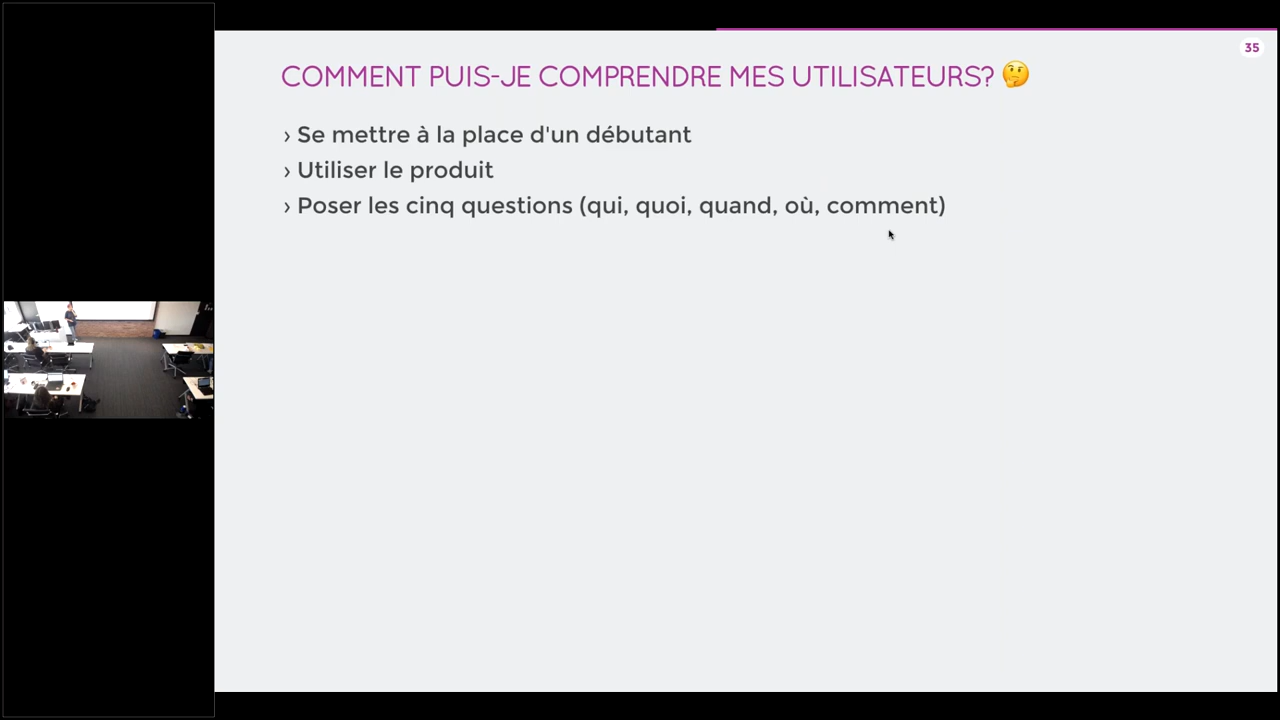 35
COMMENT PUIS-JE COMPRENDRE MES UTILISATEURS? 🤔
› Se mettre à la place d'un débutant
› Utiliser le produit
› Poser les cinq questions (qui, quoi, quand, où, comment)